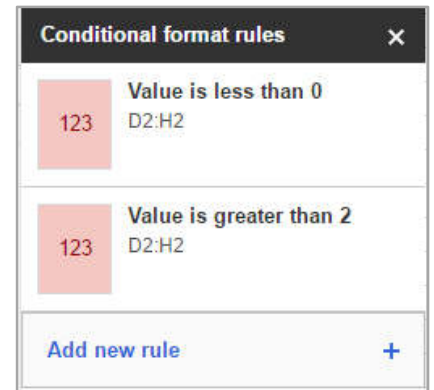 Conditional format rules ×
Value is less than 0
123
D2:H2
Value is greater than 2
123
D2:H2
Add new rule +